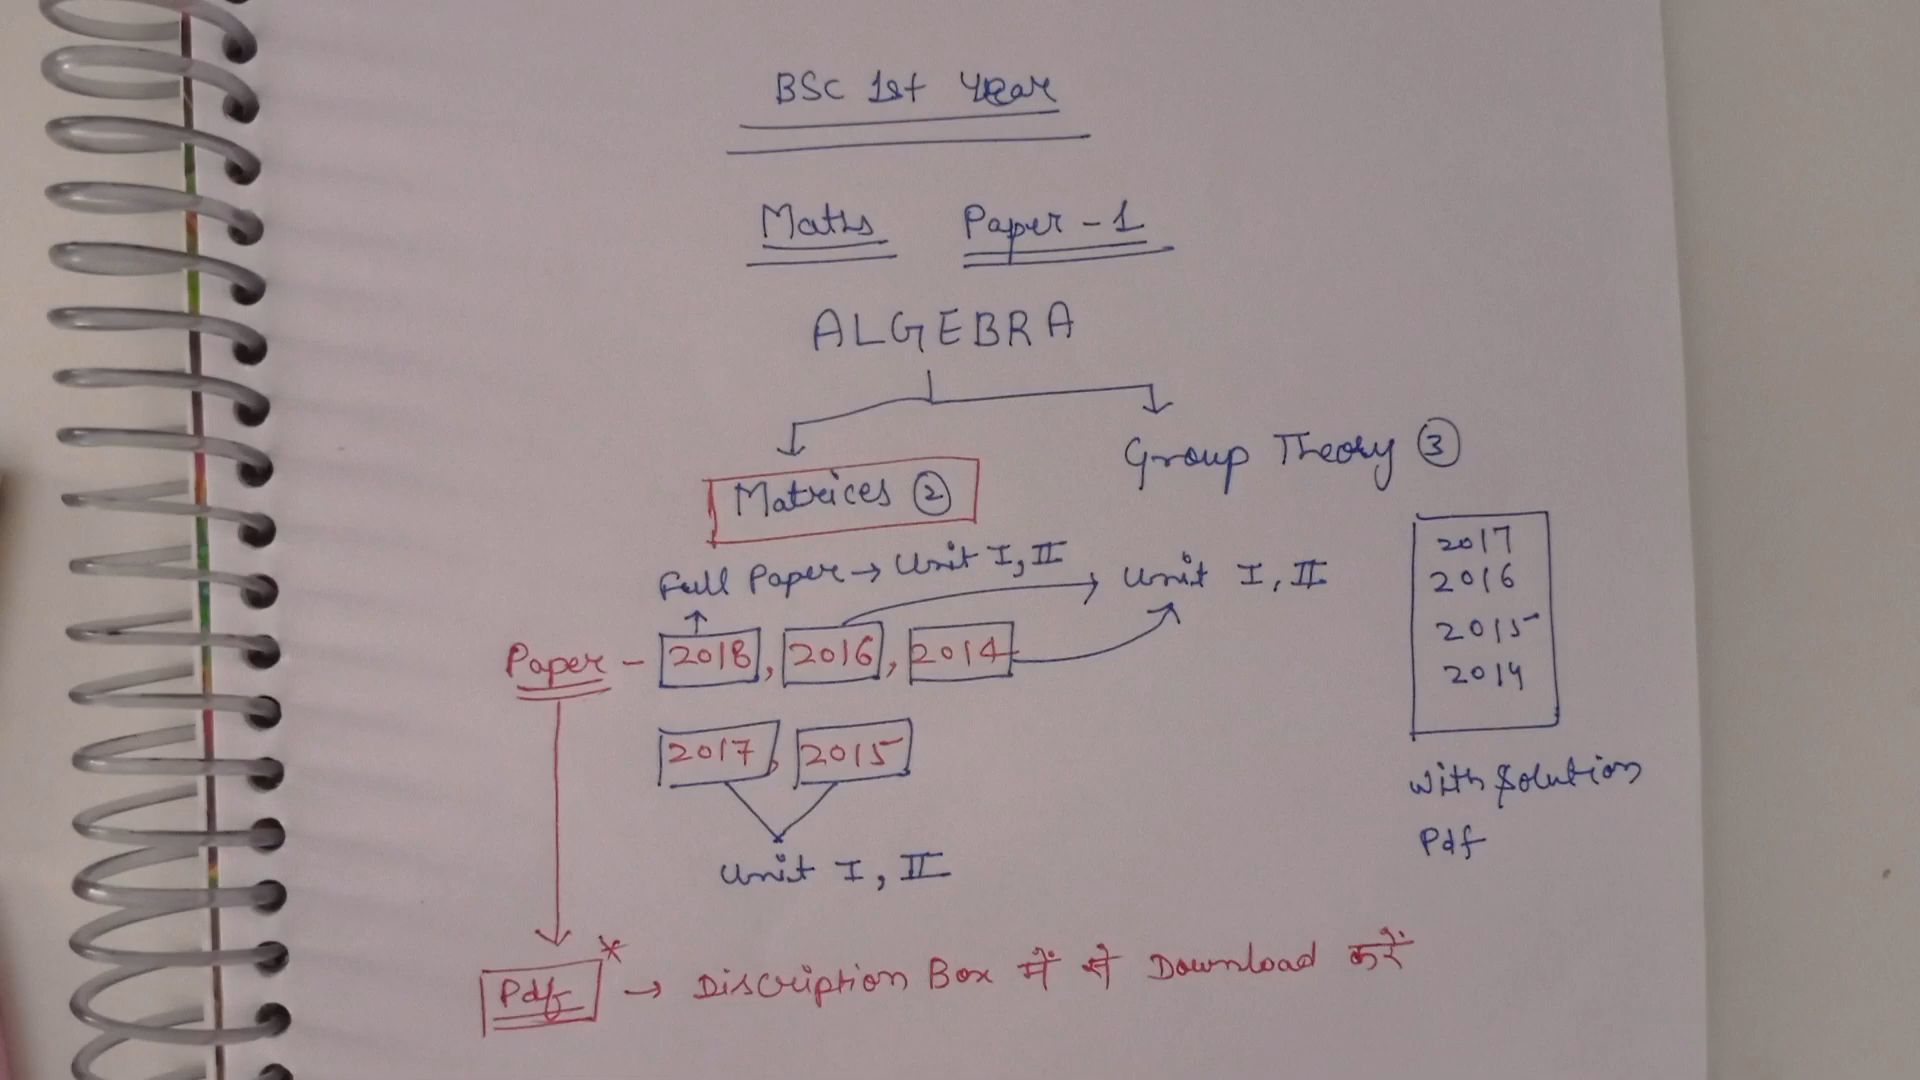 BSc 1st Year
Maths Paper - 1
ALGEBRA
Matrices ②
Group Theory ③
Full Paper → Unit I, II
Unit I, II
Paper - 2018, 2016, 2014
2017, 2015
Unit I, II
2017
2016
2015
2014
With Solution
Pdf
Pdf * → Discription Box में से Download करें